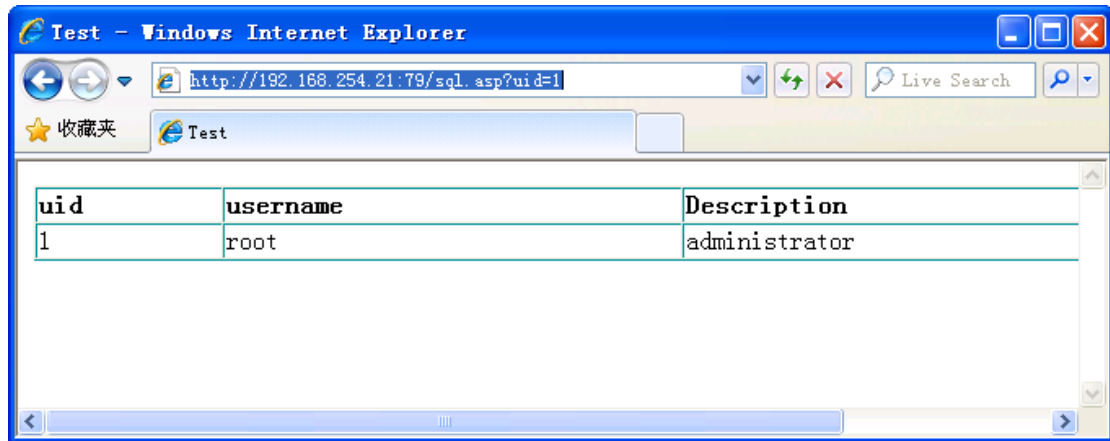 Test - Windows Internet Explorer
http://192.168.254.21:79/sql.asp?uid=1
Live Search
收藏夹
Test
uid username Description
1 root administrator